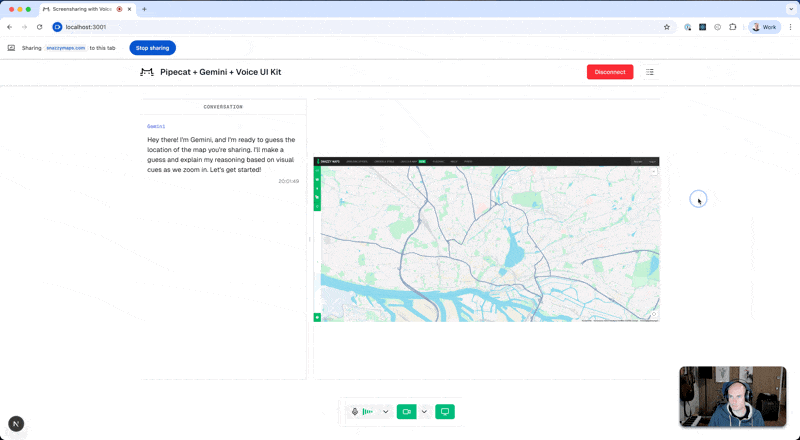 Screensharing with Voice
localhost:3001
Work
Sharing snazzymaps.com to this tab
Stop sharing
Pipecat + Gemini + Voice UI Kit
Disconnect
CONVERSATION
Gemini
Hey there! I'm Gemini, and I'm ready to guess the
location of the map you're sharing. I'll make a
guess and explain my reasoning based on visual
cues as we zoom in. Let's get started!
20:01:48
SNAZZY MAPS
N